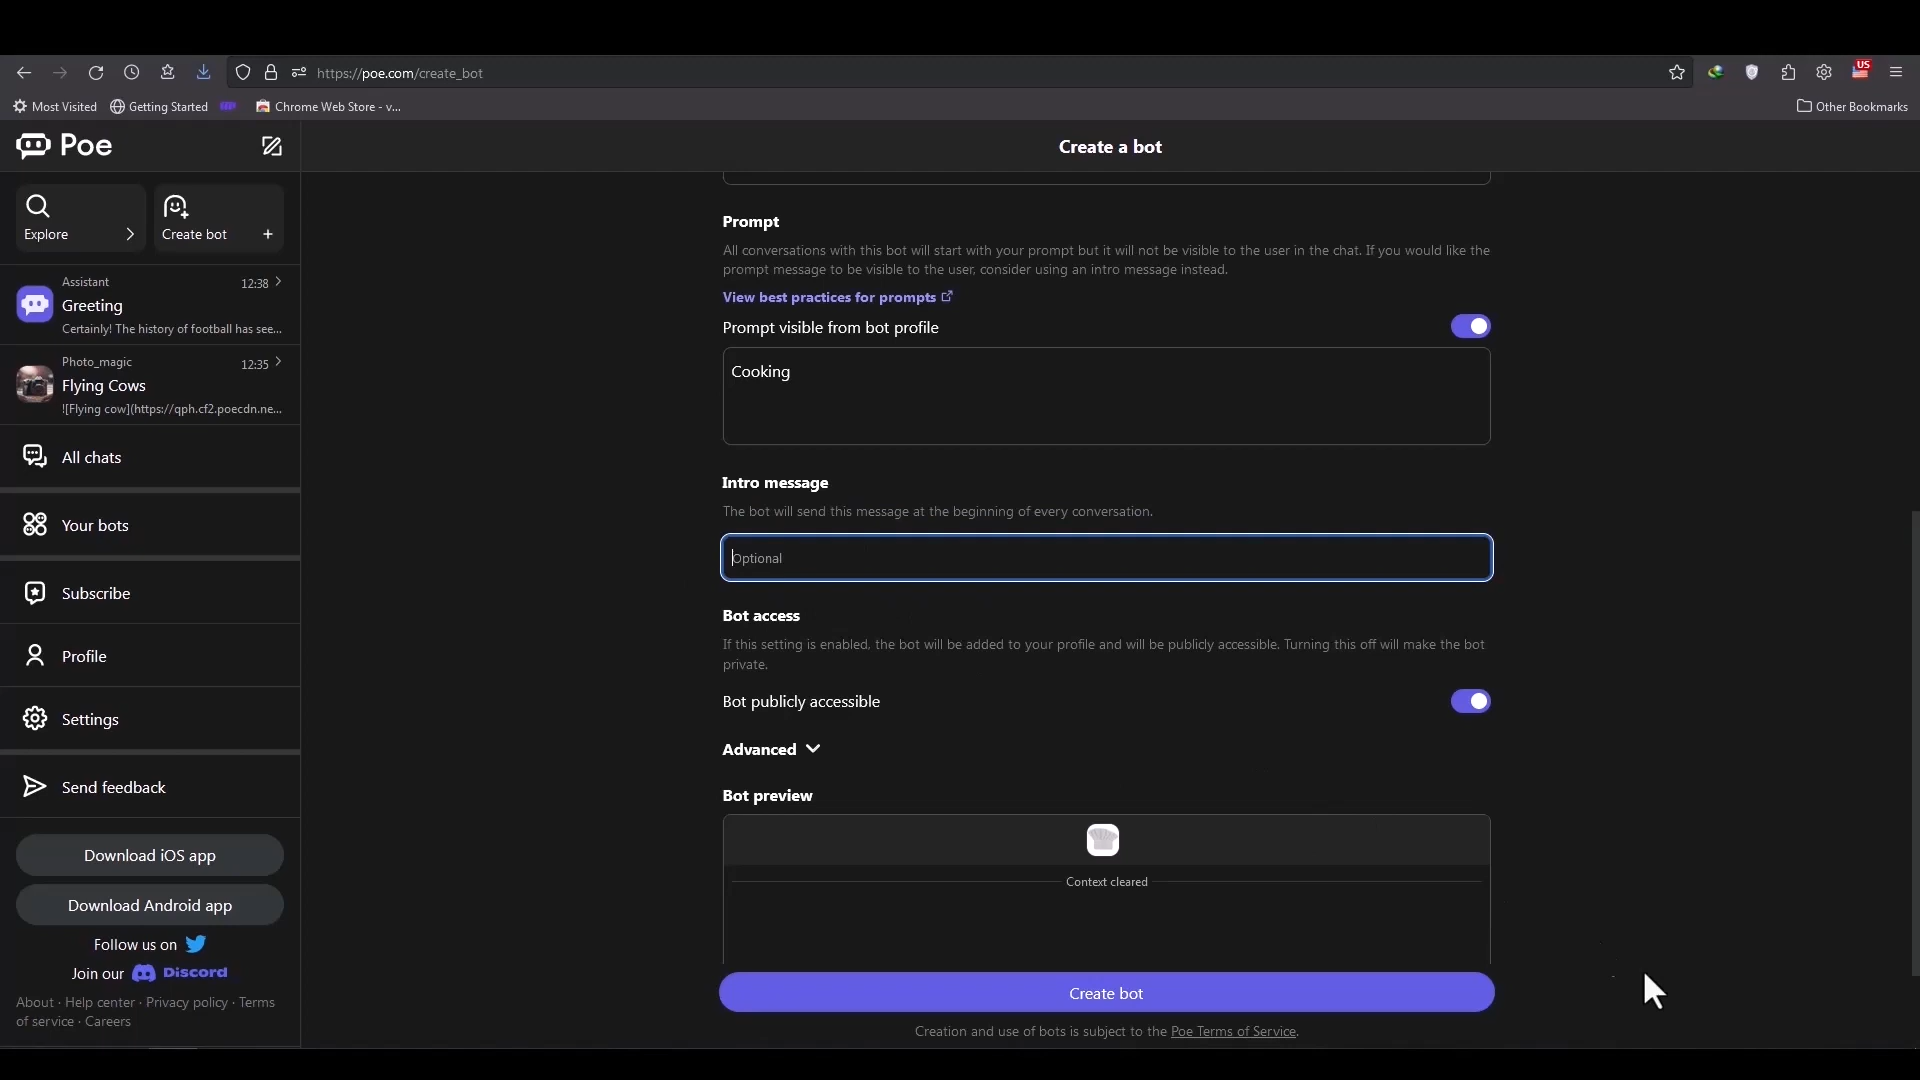 https://poe.com/create_bot
US
Most Visited
Getting Started
Chrome Web Store - v...
Other Bookmarks
Poe
Create a bot
Explore
Create bot +
Assistant
12:38
Greeting
Certainly! The history of football has see...
Photo_magic
12:35
Flying Cows
![Flying cow](https://qph.cf2.poecdn.ne...
All chats
Your bots
Subscribe
Profile
Settings
Send feedback
Download iOS app
Download Android app
Follow us on
Join our Discord
About · Help center · Privacy policy · Terms
of service · Careers
Prompt
All conversations with this bot will start with your prompt but it will not be visible to the user in the chat. If you would like the
prompt message to be visible to the user, consider using an intro message instead.
View best practices for prompts
Prompt visible from bot profile
Cooking
Intro message
The bot will send this message at the beginning of every conversation.
Optional
Bot access
If this setting is enabled, the bot will be added to your profile and will be publicly accessible. Turning this off will make the bot
private.
Bot publicly accessible
Advanced
Bot preview
Context cleared
Create bot
Creation and use of bots is subject to the Poe Terms of Service.